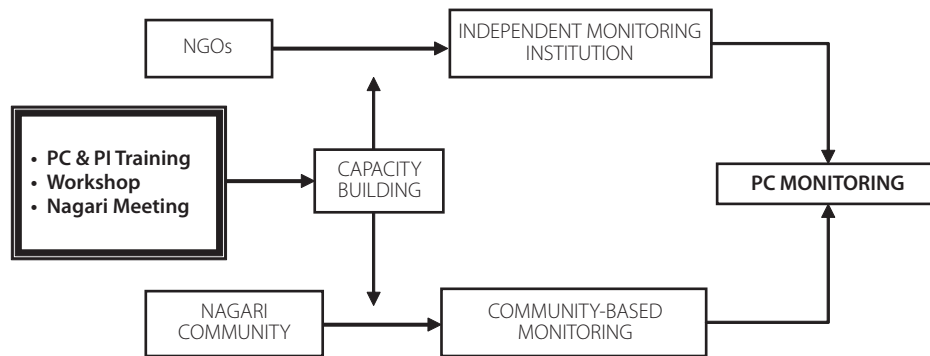 NGOs
INDEPENDENT MONITORING
INSTITUTION
• PC & PI Training
• Workshop
• Nagari Meeting
CAPACITY
BUILDING
PC MONITORING
NAGARI
COMMUNITY
COMMUNITY-BASED
MONITORING